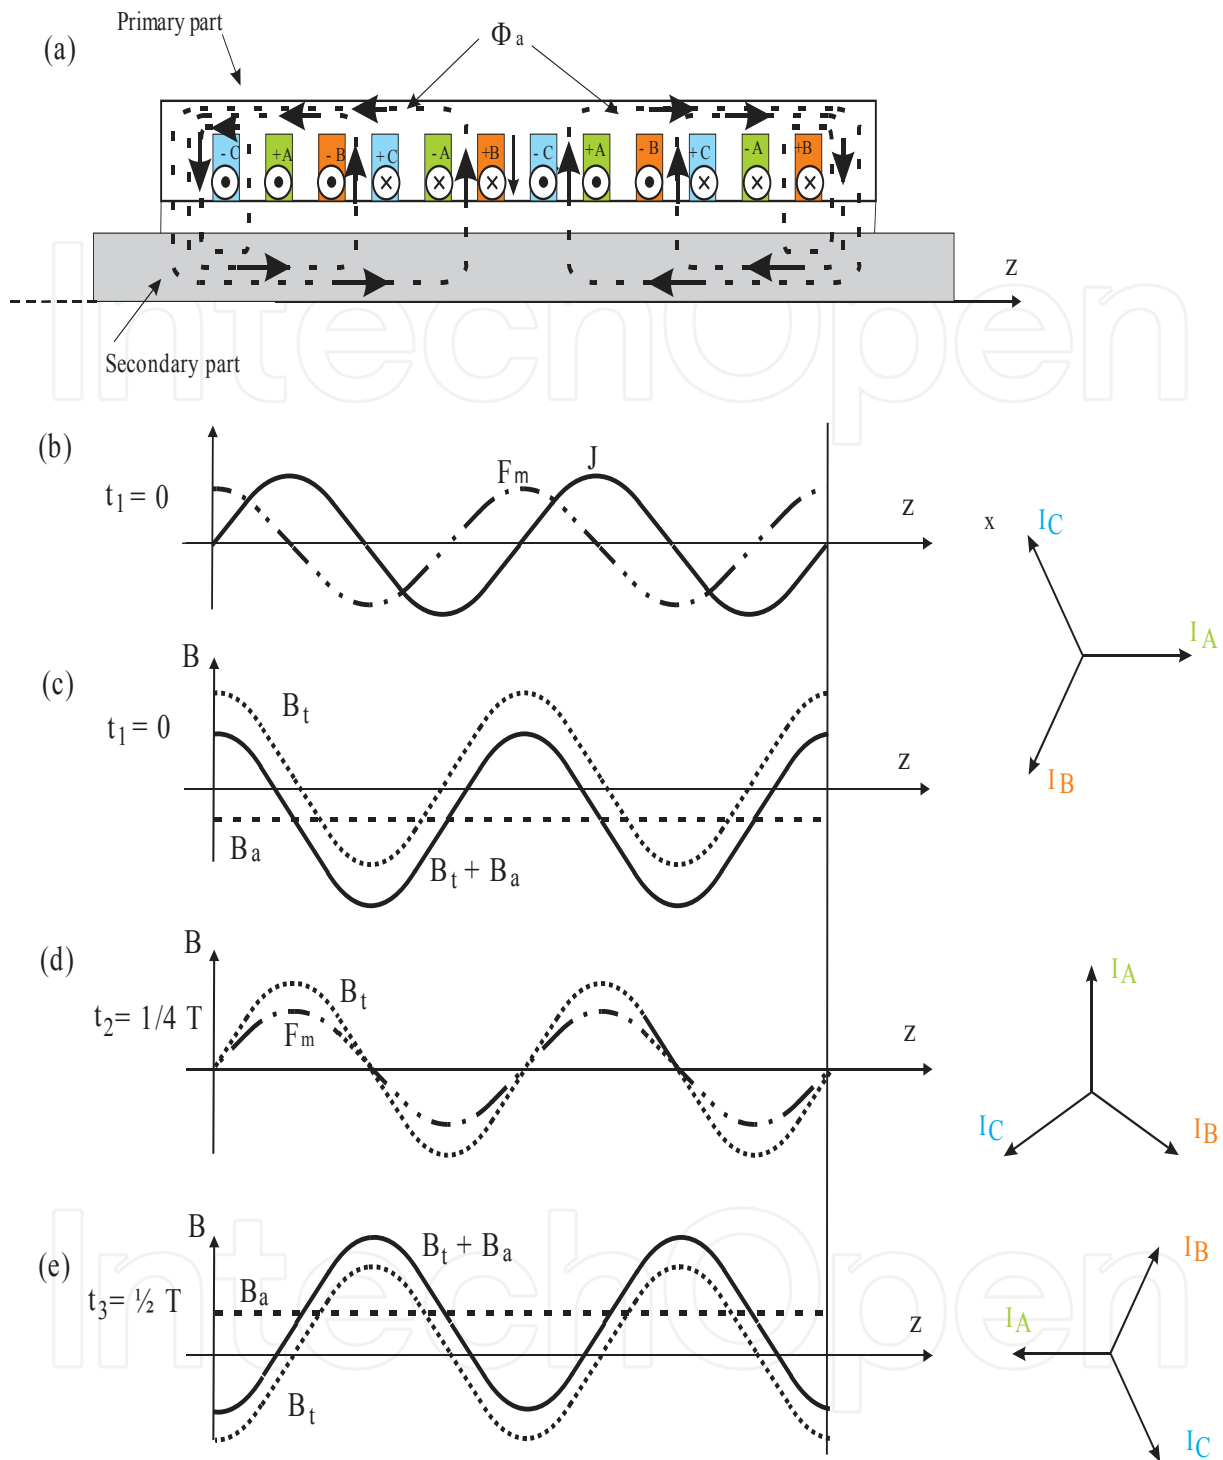 (a)
Primary part
Φa
- C +A - B +C -A +B - C +A - B +C -A +B
z
Secondary part
IntechOpen
(b)
t1= 0
Fm
J
z
x
IC
IA
IB
(c)
t1= 0
B
Bt
z
Ba
Bt + Ba
(d)
t2= 1/4 T
B
Bt
Fm
z
IA
IC
IB
(e)
t3= ½ T
B
Bt + Ba
Ba
z
Bt
IB
IA
IC
IntechOpen